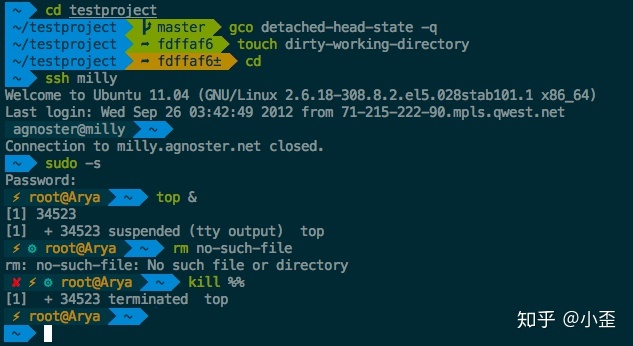 ~ cd testproject
~/testproject master gco detached-head-state -q
~/testproject ➦ fdffaf6 touch dirty-working-directory
~/testproject ➦ fdffaf6± cd
~ ssh milly
Welcome to Ubuntu 11.04 (GNU/Linux 2.6.18-308.8.2.el5.028stab101.1 x86_64)
Last login: Wed Sep 26 03:42:49 2012 from 71-215-222-90.mpls.qwest.net
agnoster@milly ~
Connection to milly.agnoster.net closed.
~ sudo -s
Password:
⚡ root@Arya ~ top &
[1] 34523
[1]  + 34523 suspended (tty output)  top
⚡ ⚙ root@Arya ~ rm no-such-file
rm: no-such-file: No such file or directory
✘ ⚡ ⚙ root@Arya ~ kill %%
[1]  + 34523 terminated  top
⚡ root@Arya ~
~
知乎 @小歪